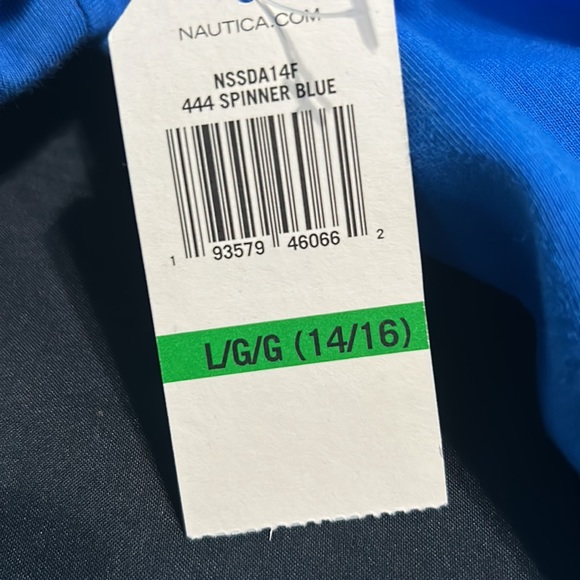 NAUTICA.COM
NSSDA14F
444 SPINNER BLUE
1 93579 46066 2
L/G/G (14/16)